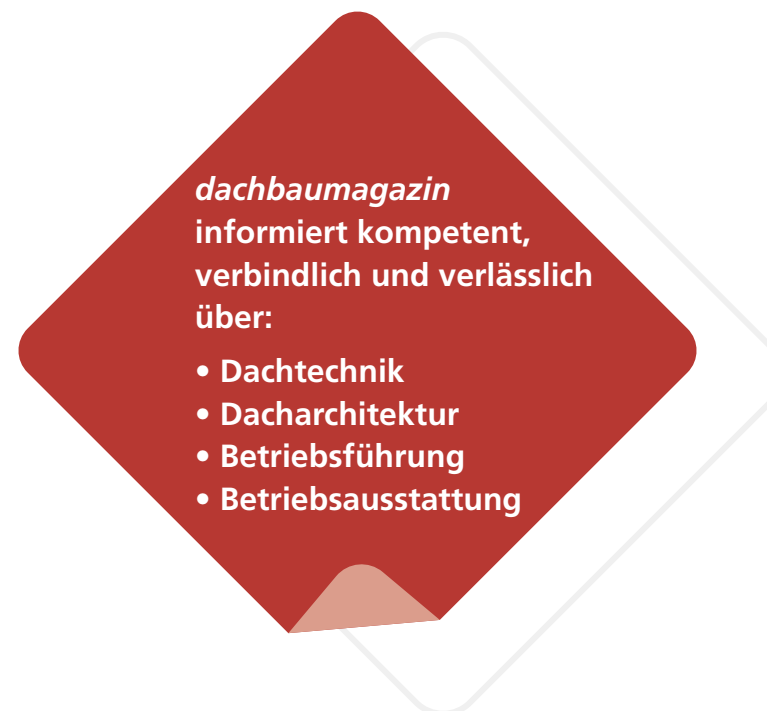 dachbaumagazin
informiert kompetent,
verbindlich und verlässlich
über:
• Dachtechnik
• Dacharchitektur
• Betriebsführung
• Betriebsausstattung